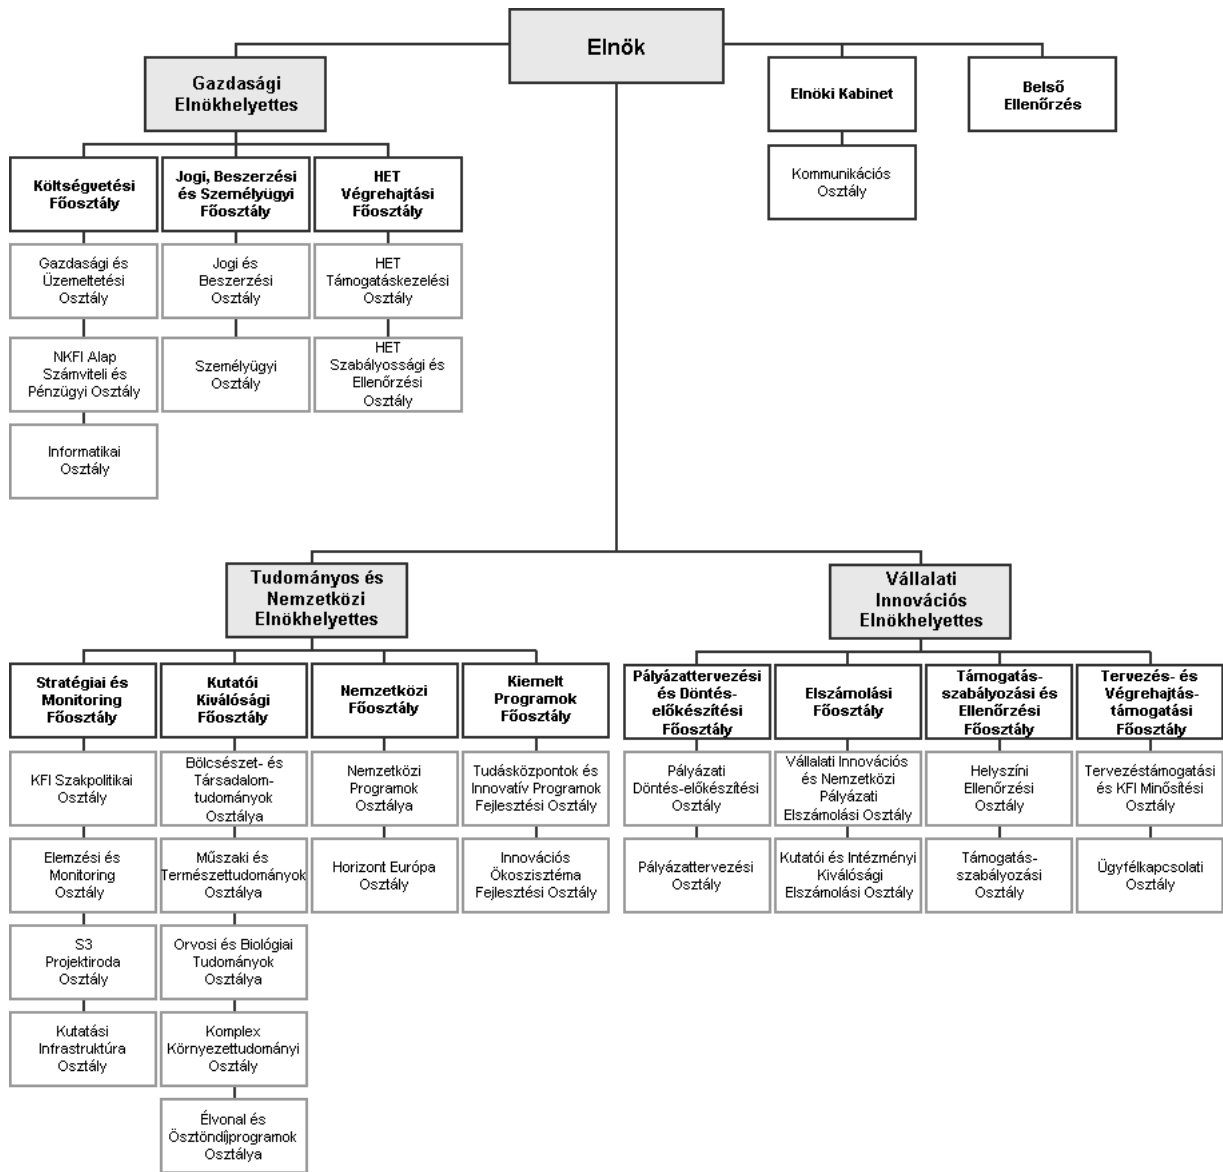 Elnök
Gazdasági
Elnökhelyettes
Elnöki Kabinet
Belső
Ellenőrzés
Kommunikációs
Osztály
Költségvetési
Főosztály
Jogi, Beszerzési
és Személyügyi
Főosztály
HET
Végrehajtási
Főosztály
Gazdasági és
Üzemeltetési
Osztály
Jogi és
Beszerzési
Osztály
HET
Támogatáskezelési
Osztály
NKFI Alap
Számviteli és
Pénzügyi Osztály
Személyügyi
Osztály
HET
Szabályossági és
Ellenőrzési
Osztály
Informatikai
Osztály
Tudományos és
Nemzetközi
Elnökhelyettes
Vállalati
Innovációs
Elnökhelyettes
Stratégiai és
Monitoring
Főosztály
Kutatói
Kiválósági
Főosztály
Nemzetközi
Főosztály
Kiemelt
Programok
Főosztály
Pályázattervezési
és Döntés-
előkészítési
Főosztály
Elszámolási
Főosztály
Támogatás-
szabályozási és
Ellenőrzési
Főosztály
Tervezés- és
Végrehajtás-
támogatási
Főosztály
KFI Szakpolitikai
Osztály
Bölcsészet- és
Társadalom-
tudományok
Osztálya
Nemzetközi
Programok
Osztálya
Tudásközpontok és
Innovatív Programok
Fejlesztési Osztály
Pályázati
Döntés-előkészítési
Osztály
Vállalati Innovációs
és Nemzetközi
Pályázati
Elszámolási Osztály
Helyszíni
Ellenőrzési
Osztály
Tervezéstámogatási
és KFI Minősítési
Osztály
Elemzési és
Monitoring
Osztály
Műszaki és
Természettudományok
Osztálya
Horizont Európa
Osztály
Innovációs
Ökoszisztéma
Fejlesztési Osztály
Pályázattervezési
Osztály
Kutatói és Intézményi
Kiválósági
Elszámolási Osztály
Támogatás-
szabályozási
Osztály
Ügyfélkapcsolati
Osztály
S3
Projektiroda
Osztály
Orvosi és Biológiai
Tudományok
Osztálya
Kutatási
Infrastruktúra
Osztály
Komplex
Környezettudományi
Osztály
Élvonal és
Ösztöndíjprogramok
Osztálya